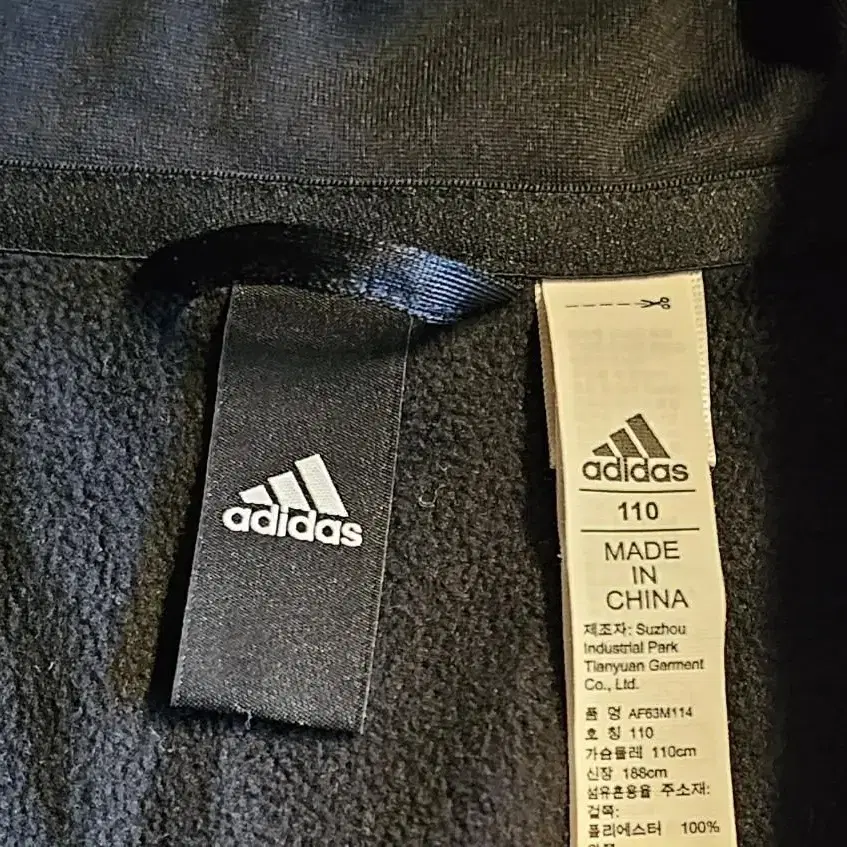 adidas
adidas
110
MADE
IN
CHINA
제조자: Suzhou
Industrial Park
Tianyuan Garment
Co., Ltd.
품 명 AF63M114
호 칭 110
가슴둘레 110cm
신장 188cm
섬유혼용율 주소재:
겉쪽:
폴리에스터 100%